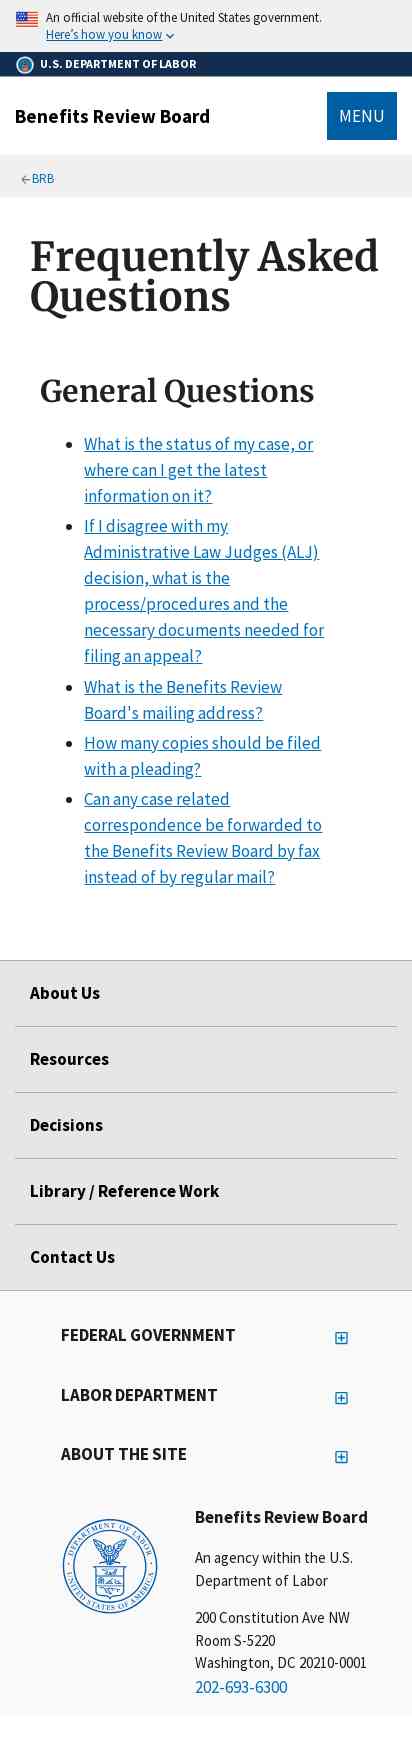 An official website of the United States government.
Here's how you know
U.S. DEPARTMENT OF LABOR
Benefits Review Board
MENU
BRB
Frequently Asked
Questions
General Questions
What is the status of my case, or
where can I get the latest
information on it?
If I disagree with my
Administrative Law Judges (ALJ)
decision, what is the
process/procedures and the
necessary documents needed for
filing an appeal?
What is the Benefits Review
Board's mailing address?
How many copies should be filed
with a pleading?
Can any case related
correspondence be forwarded to
the Benefits Review Board by fax
instead of by regular mail?
About Us
Resources
Decisions
Library / Reference Work
Contact Us
FEDERAL GOVERNMENT
LABOR DEPARTMENT
ABOUT THE SITE
DEPARTMENT OF LABOR
UNITED STATES OF AMERICA
Benefits Review Board
An agency within the U.S.
Department of Labor
200 Constitution Ave NW
Room S-5220
Washington, DC 20210-0001
202-693-6300